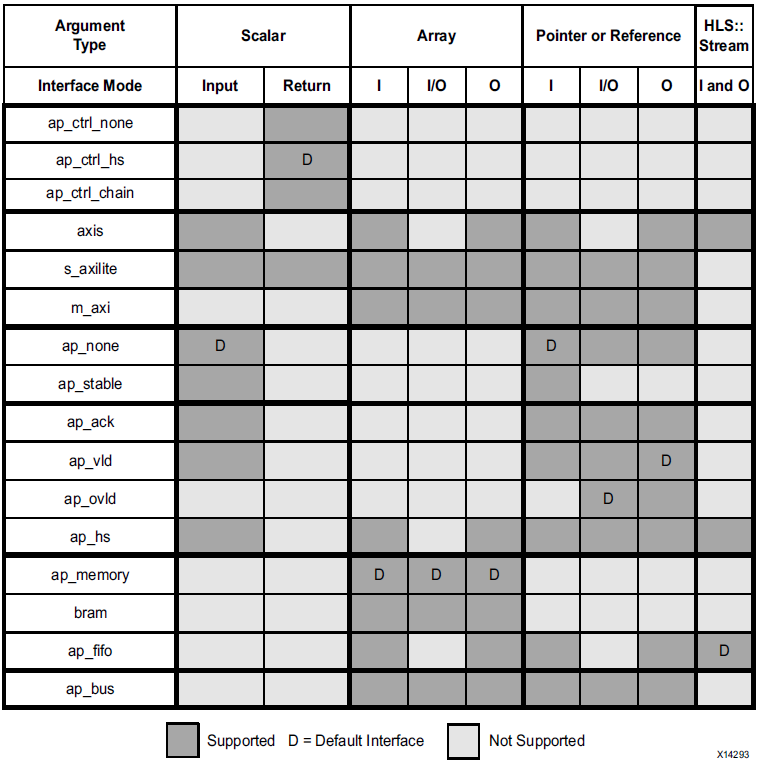 Argument Type Scalar Array Pointer or Reference HLS:: Stream
Interface Mode Input Return I I/O O I I/O O I and O
ap_ctrl_none
ap_ctrl_hs D
ap_ctrl_chain
axis
s_axilite
m_axi
ap_none D D
ap_stable
ap_ack
ap_vld D
ap_ovld D
ap_hs
ap_memory D D D
bram
ap_fifo D
ap_bus
Supported D = Default Interface Not Supported
X14293